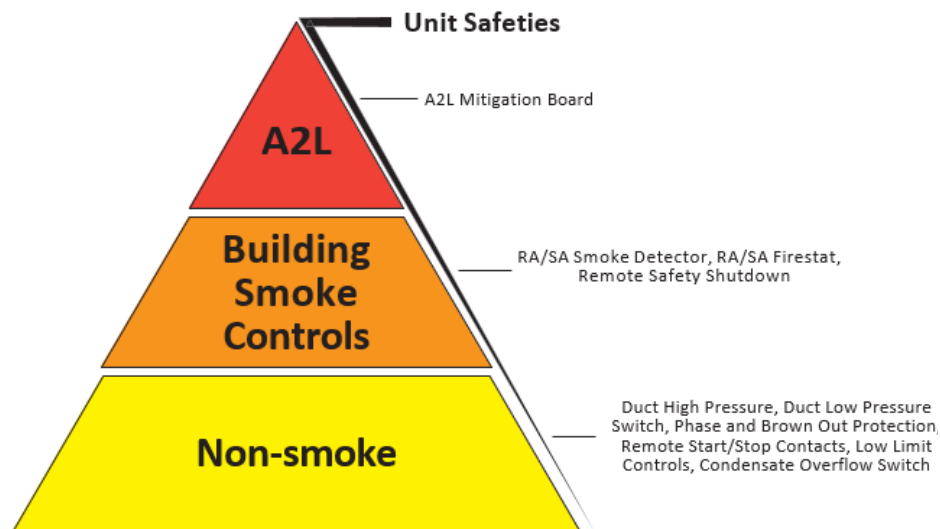 Unit Safeties
A2L Mitigation Board
A2L
Building
Smoke
Controls
RA/SA Smoke Detector, RA/SA Firestat,
Remote Safety Shutdown
Non-smoke
Duct High Pressure, Duct Low Pressure
Switch, Phase and Brown Out Protection,
Remote Start/Stop Contacts, Low Limit
Controls, Condensate Overflow Switch